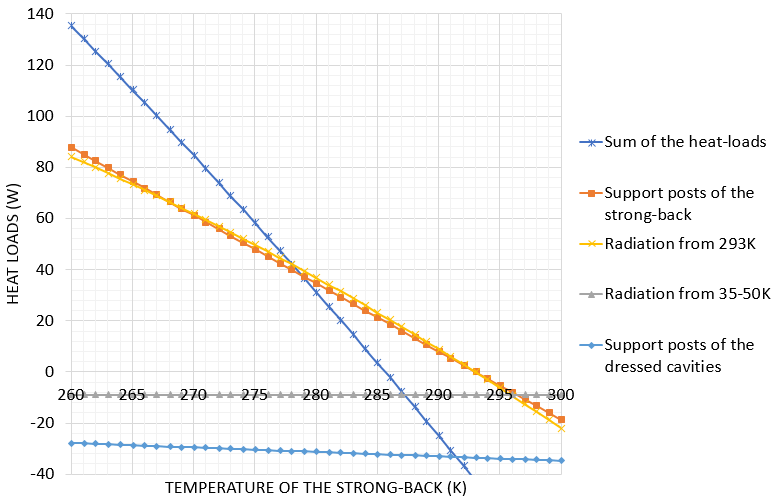 140
120
100
80
60
40
20
0
-20
-40
HEAT LOADS (W)
260 265 270 275 280 285 290 295 300
TEMPERATURE OF THE STRONG-BACK (K)
Sum of the heat-loads
Support posts of the
strong-back
Radiation from 293K
Radiation from 35-50K
Support posts of the
dressed cavities